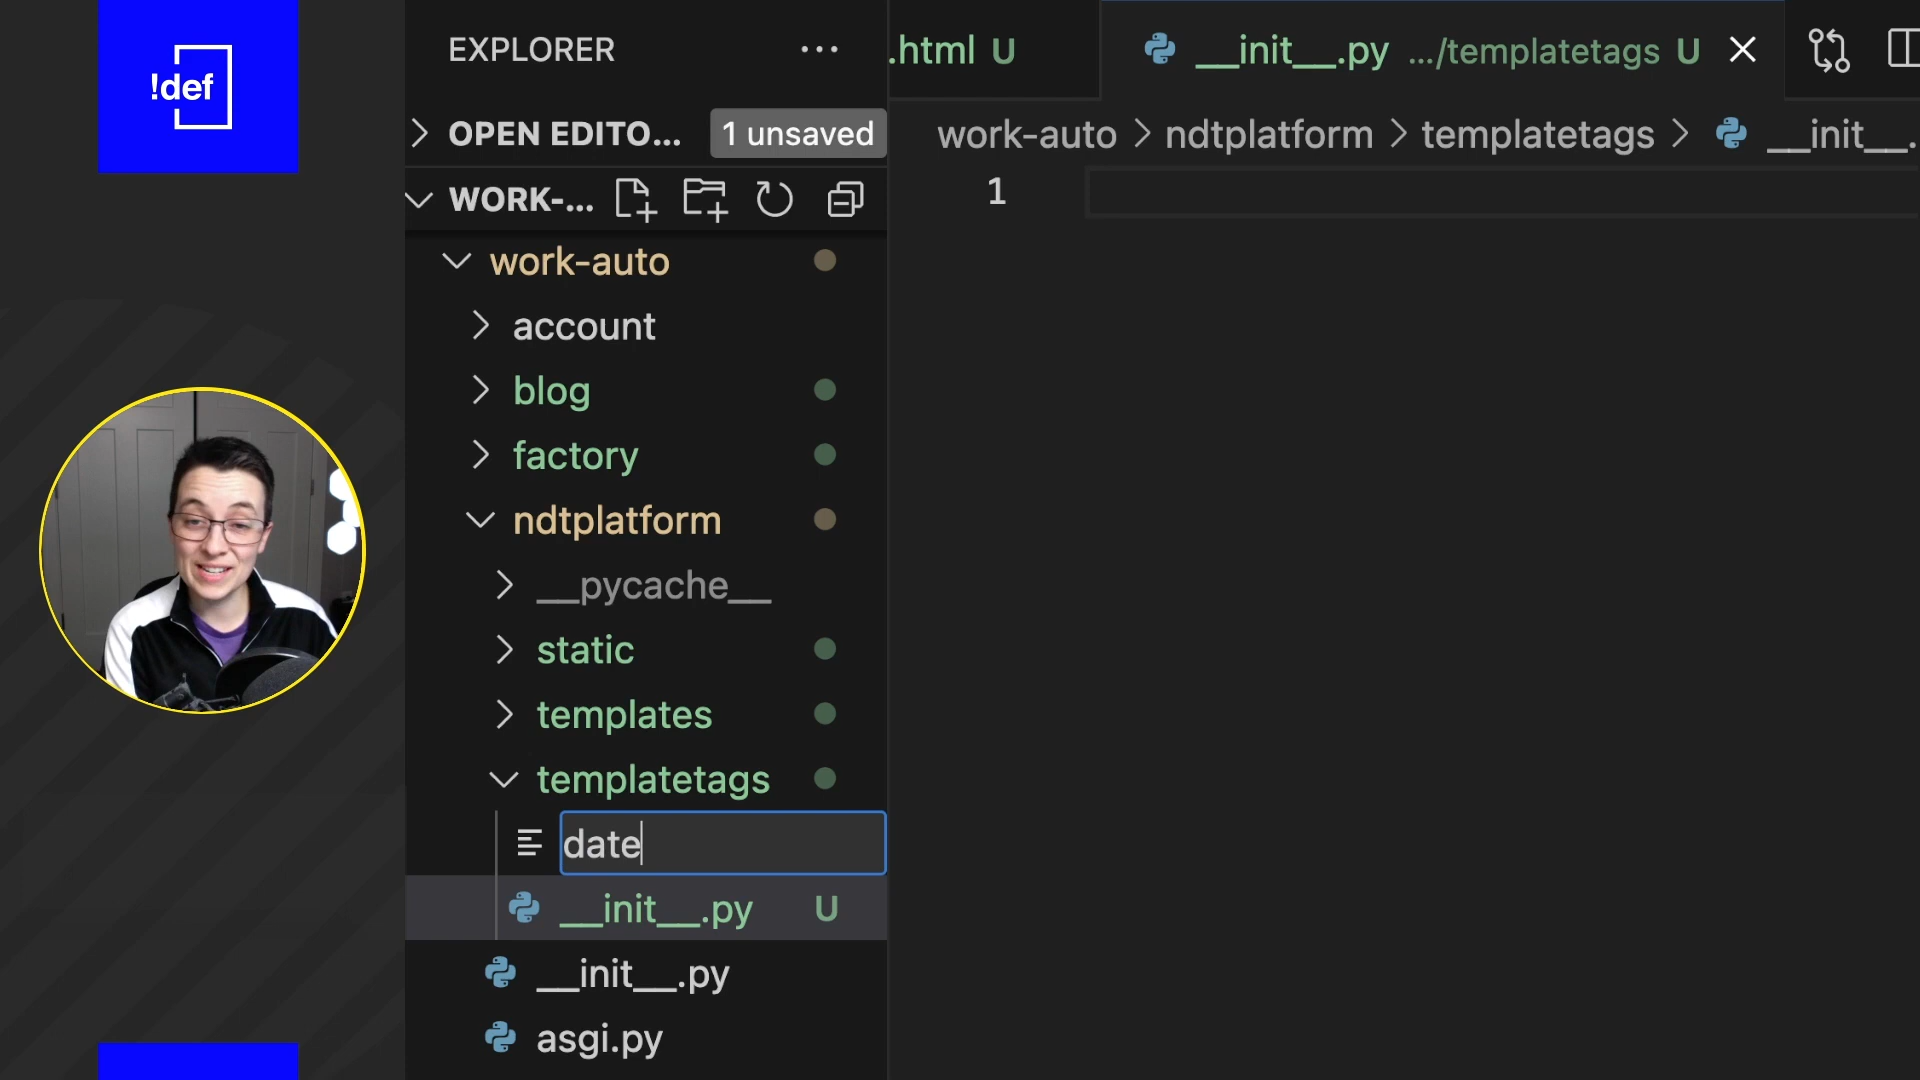 !def
EXPLORER
OPEN EDITO... 1 unsaved
WORK-...
work-auto
account
blog
factory
ndtplatform
__pycache__
static
templates
templatetags
date
__init__.py U
__init__.py
asgi.py
.html U
__init__.py .../templatetags U
work-auto > ndtplatform > templatetags > __init__.
1